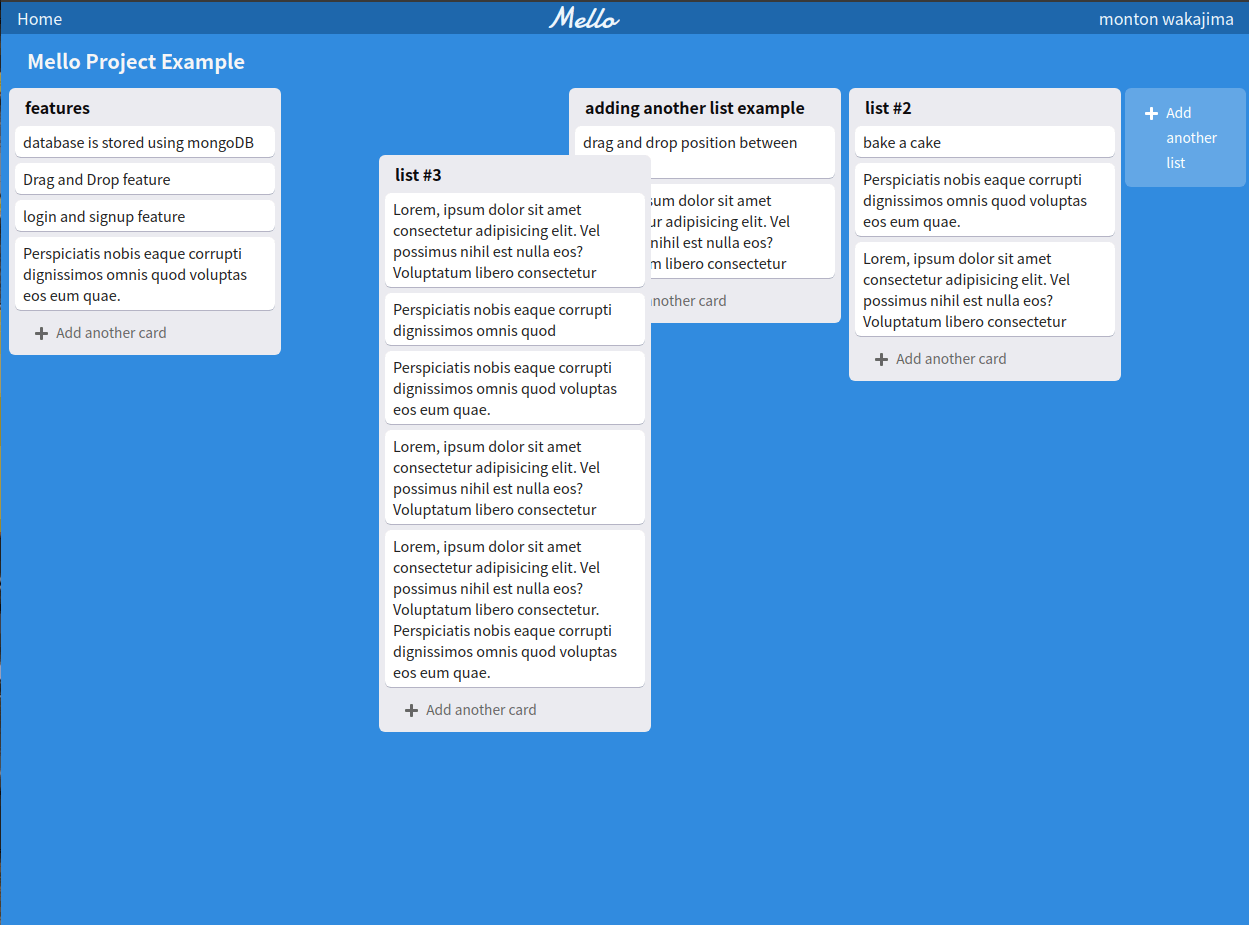 Home
Mello
monton wakajima
Mello Project Example
features
database is stored using mongoDB
Drag and Drop feature
login and signup feature
Perspiciatis nobis eaque corrupti
dignissimos omnis quod voluptas
eos eum quae.
Add another card
list #3
Lorem, ipsum dolor sit amet
consectetur adipisicing elit. Vel
possimus nihil est nulla eos?
Voluptatum libero consectetur
Perspiciatis nobis eaque corrupti
dignissimos omnis quod
Perspiciatis nobis eaque corrupti
dignissimos omnis quod voluptas
eos eum quae.
Lorem, ipsum dolor sit amet
consectetur adipisicing elit. Vel
possimus nihil est nulla eos?
Voluptatum libero consectetur
Lorem, ipsum dolor sit amet
consectetur adipisicing elit. Vel
possimus nihil est nulla eos?
Voluptatum libero consectetur.
Perspiciatis nobis eaque corrupti
dignissimos omnis quod voluptas
eos eum quae.
Add another card
adding another list example
drag and drop position between
dolor sit amet
adipisicing elit. Vel
nihil est nulla eos?
libero consectetur
card
list #2
bake a cake
Perspiciatis nobis eaque corrupti
dignissimos omnis quod voluptas
eos eum quae.
Lorem, ipsum dolor sit amet
consectetur adipisicing elit. Vel
possimus nihil est nulla eos?
Voluptatum libero consectetur
Add another card
Add
another
list